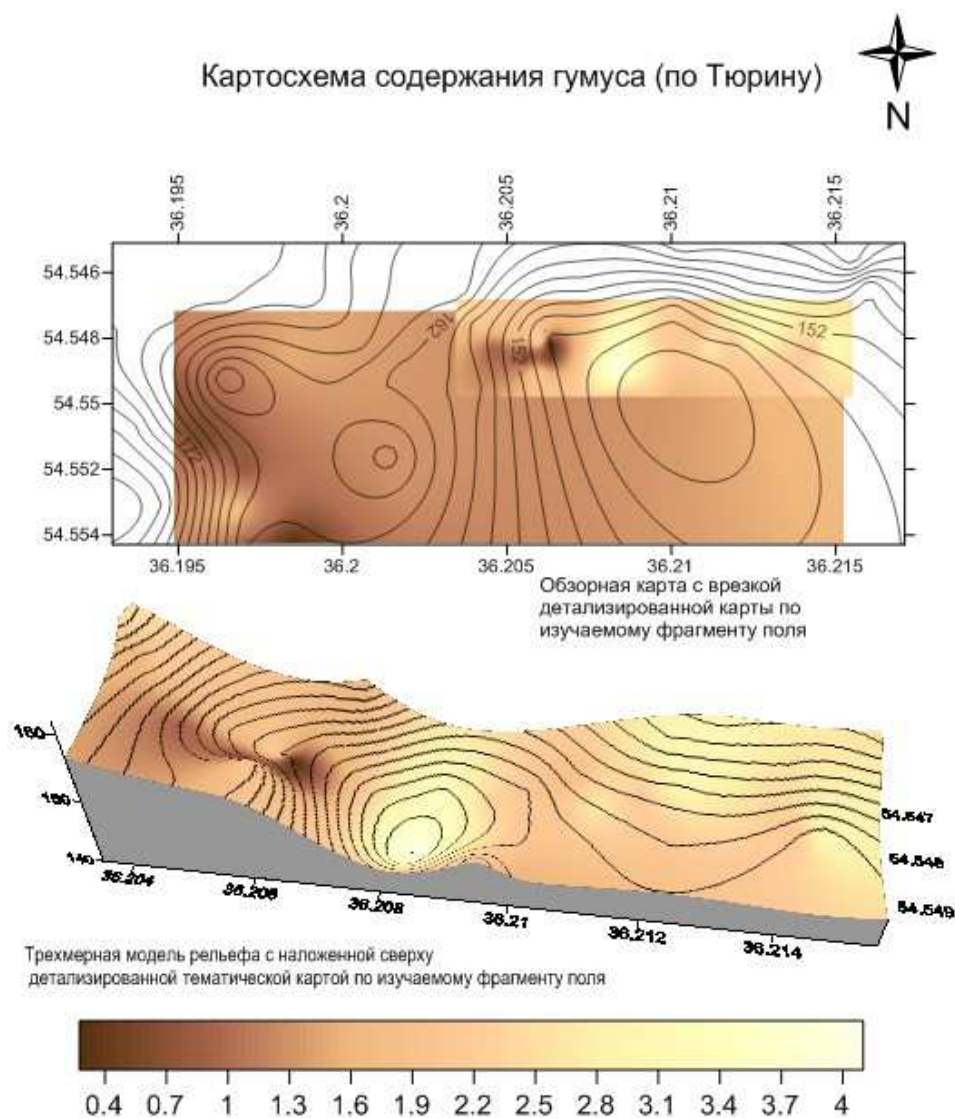 Картосхема содержания гумуса (по Тюрину)
N
36.195 36.2 36.205 36.21 36.215
54.546
162
54.548 152 152
54.55
172
54.552
54.554
36.195 36.2 36.205 36.21 36.215
Обзорная карта с врезкой
детализированной карты по
изучаемому фрагменту поля
160
150
140
54.547
54.548
54.549
36.204 36.206 36.208 36.21 36.212 36.214
Трехмерная модель рельефа с наложенной сверху
детализированной тематической картой по изучаемому фрагменту поля
0.4 0.7 1 1.3 1.6 1.9 2.2 2.5 2.8 3.1 3.4 3.7 4